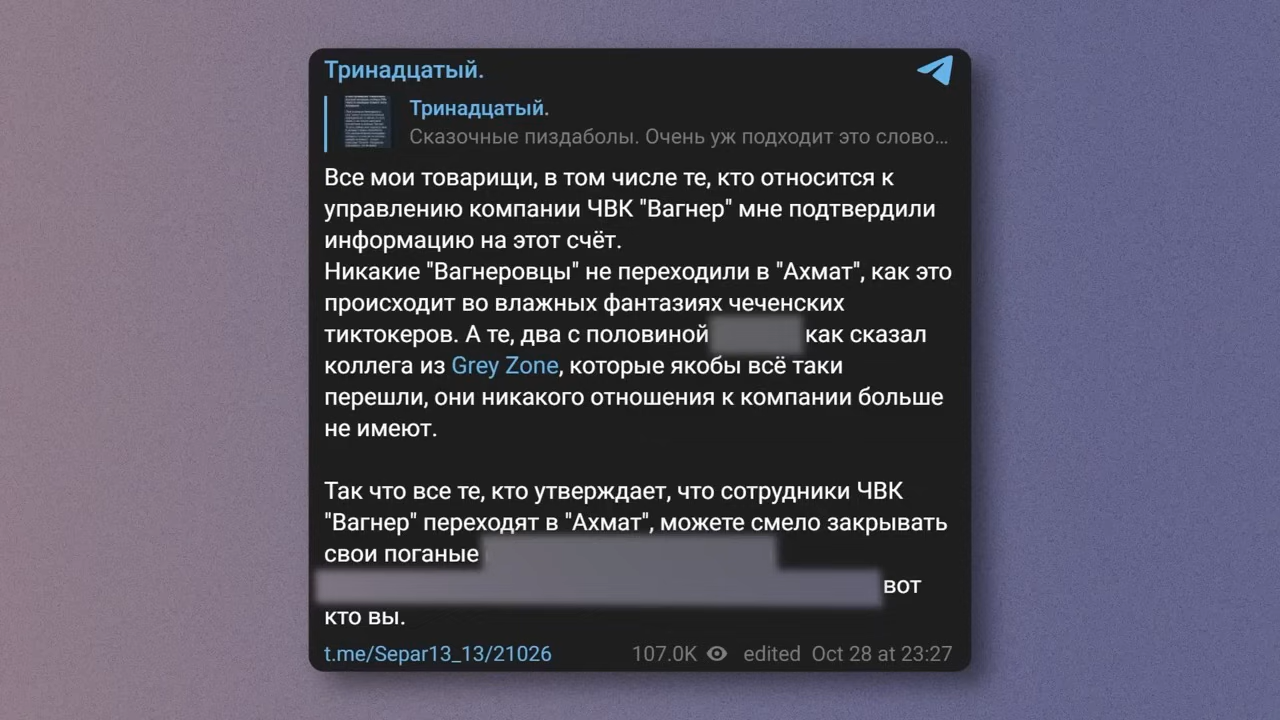 Тринадцатый.
Тринадцатый.
Сказочные пиздаболы. Очень уж подходит это слово...
Все мои товарищи, в том числе те, кто относится к
управлению компании ЧВК "Вагнер" мне подтвердили
информацию на этот счёт.
Никакие "Вагнеровцы" не переходили в "Ахмат", как это
происходит во влажных фантазиях чеченских
тиктокеров. А те, два с половиной как сказал
коллега из Grey Zone, которые якобы всё таки
перешли, они никакого отношения к компании больше
не имеют.
Так что все те, кто утверждает, что сотрудники ЧВК
"Вагнер" переходят в "Ахмат", можете смело закрывать
свои поганые
вот
кто вы.
t.me/Separ13_13/21026 107.0K edited Oct 28 at 23:27